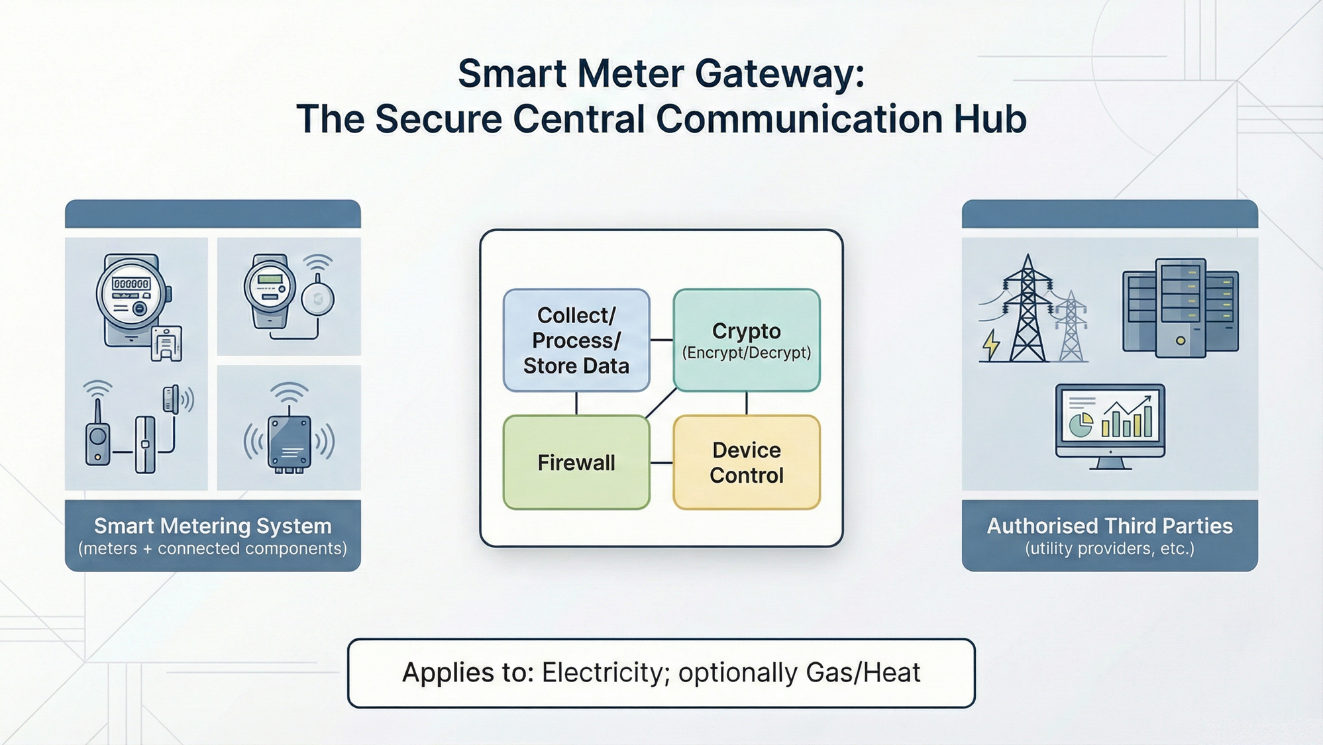 Smart Meter Gateway:
The Secure Central Communication Hub
000000
Smart Metering System
(meters + connected components)
Collect/
Process/
Store Data
Crypto
(Encrypt/Decrypt)
Firewall
Device
Control
Authorised Third Parties
(utility providers, etc.)
Applies to: Electricity; optionally Gas/Heat